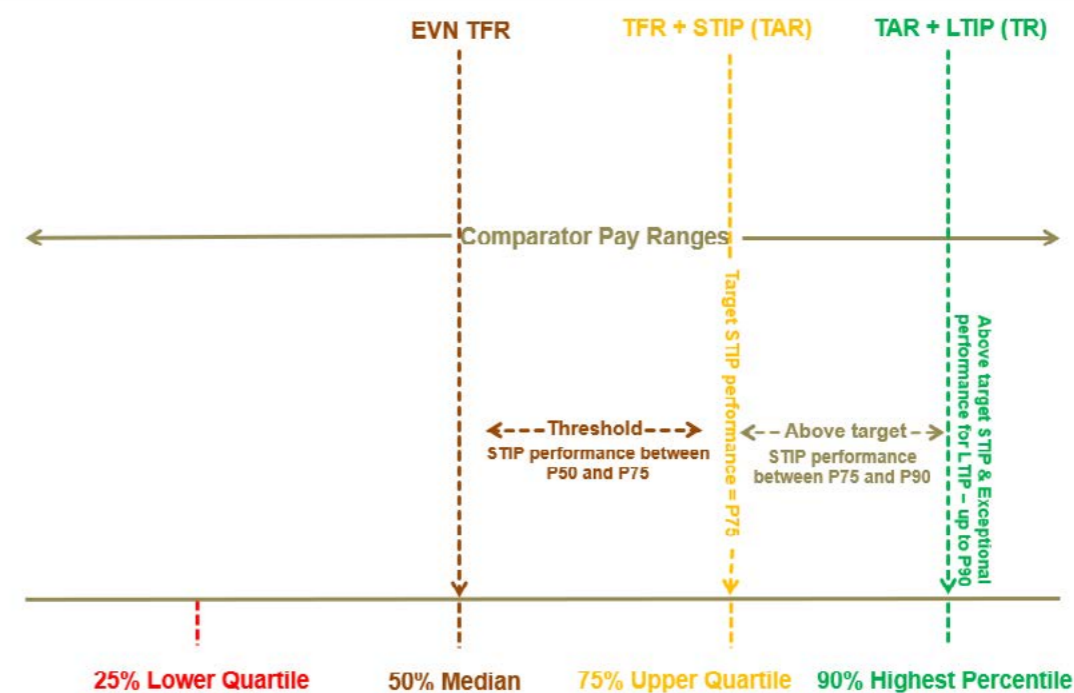 EVN TFR
TFR + STIP (TAR)
TAR + LTIP (TR)
Comparator Pay Ranges
Target STIP performance = P75
Above target STIP & Exceptional
performance for LTIP – up to P90
Threshold
STIP performance between
P50 and P75
Above target
STIP performance
between P75 and P90
25% Lower Quartile
50% Median
75% Upper Quartile
90% Highest Percentile